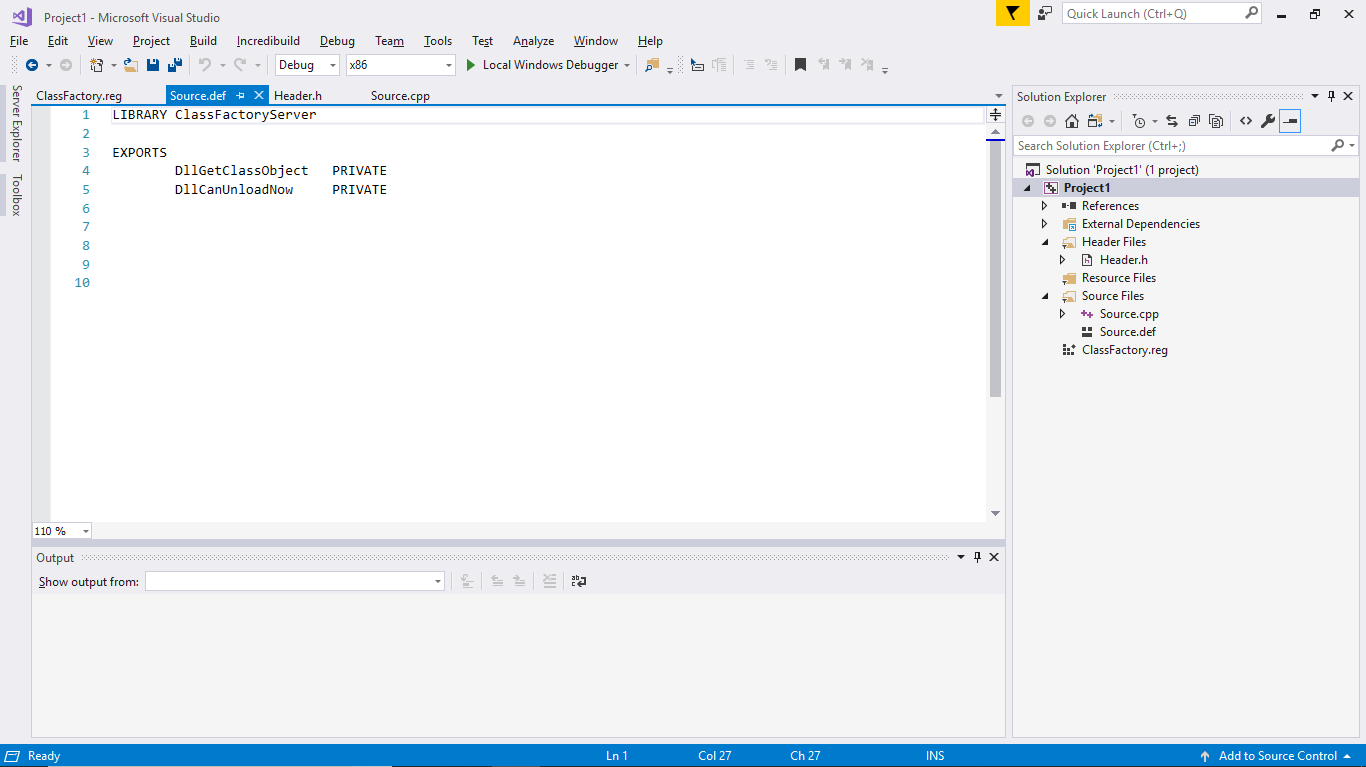 Project1 - Microsoft Visual Studio
Quick Launch (Ctrl+Q)
File Edit View Project Build Incredibuild Debug Team Tools Test Analyze Window Help
Debug x86 Local Windows Debugger
Server Explorer
Toolbox
ClassFactory.reg Source.def Header.h Source.cpp
1 LIBRARY ClassFactoryServer
2
3 EXPORTS
4 DllGetClassObject PRIVATE
5 DllCanUnloadNow PRIVATE
6
7
8
9
10
110 %
Output
Show output from:
Solution Explorer
Search Solution Explorer (Ctrl+;)
Solution 'Project1' (1 project)
Project1
References
External Dependencies
Header Files
Header.h
Resource Files
Source Files
Source.cpp
Source.def
ClassFactory.reg
Ready Ln 1 Col 27 Ch 27 INS Add to Source Control